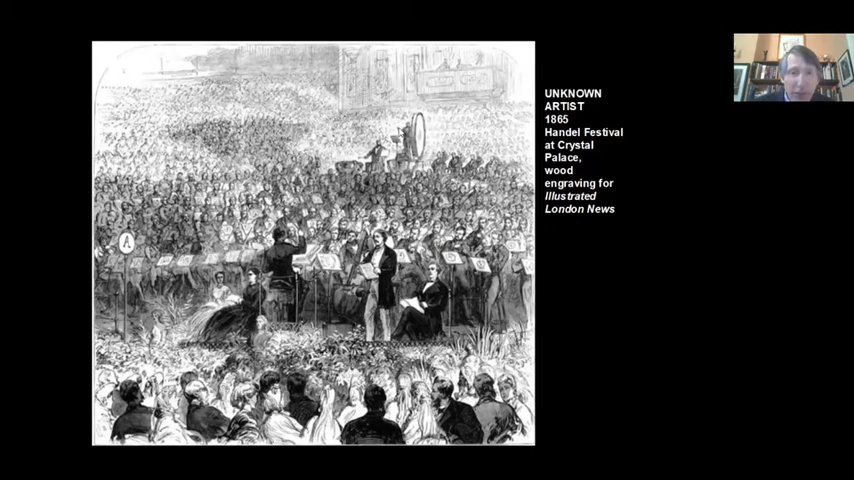 UNKNOWN
ARTIST
1865
Handel Festival
at Crystal
Palace,
wood
engraving for
Illustrated
London News
A